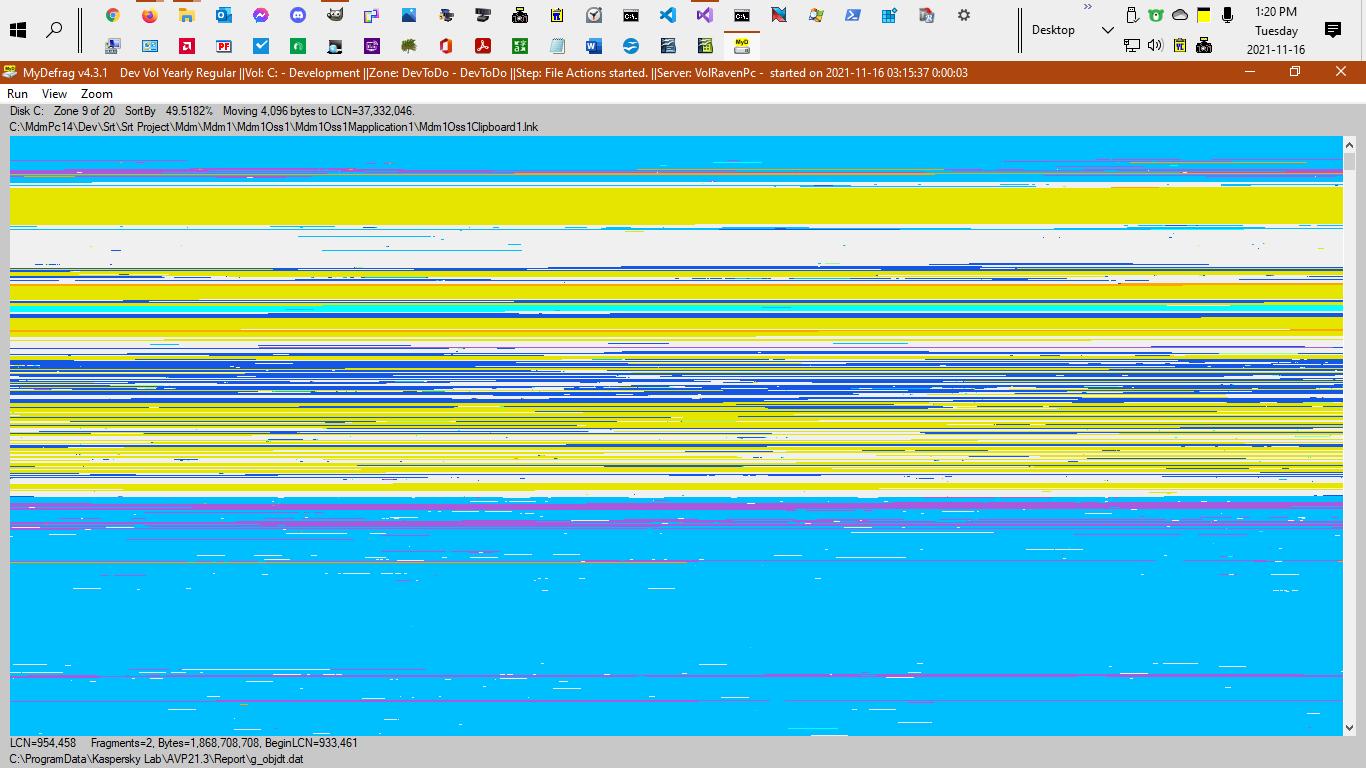 1:20 PM
Desktop
Tuesday
2021-11-16
MyDefrag v4.3.1 Dev Vol Yearly Regular ||Vol: C: - Development ||Zone: DevToDo - DevToDo ||Step: File Actions started. ||Server: VolRavenPc - started on 2021-11-16 03:15:37 0:00:03
Run View Zoom
Disk C: Zone 9 of 20 SortBy 49.5182% Moving 4,096 bytes to LCN=37,332,046.
C:\MdmPc14\Dev\Srt\Srt Project\Mdm\Mdm1\Mdm1Oss1\Mdm1Oss1Mapplication1\Mdm1Oss1Clipboard1.lnk
LCN=954,458 Fragments=2, Bytes=1,868,708,708, BeginLCN=933,461
C:\ProgramData\Kaspersky Lab\AVP21.3\Report\g_objdt.dat